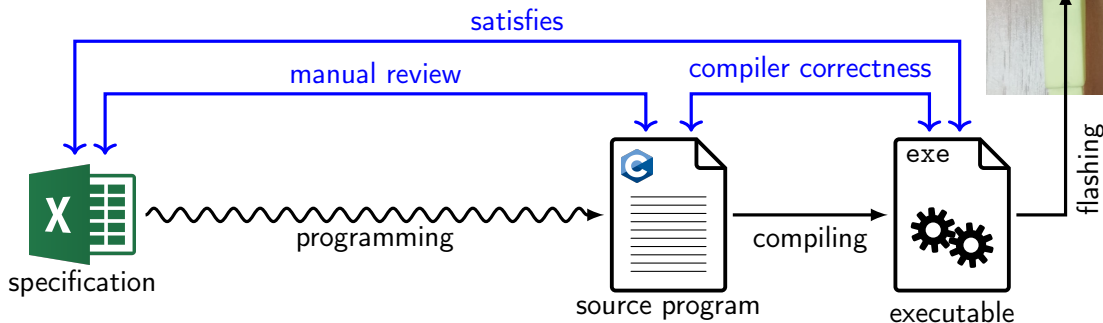 satisfies
manual review
compiler correctness
X
C
exe
programming
compiling
flashing
specification
source program
executable